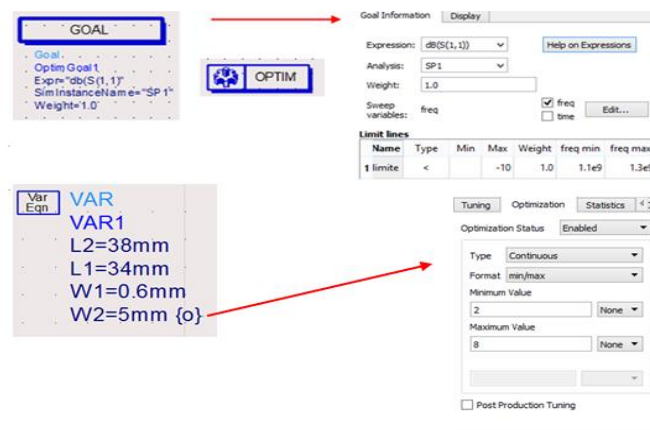 GOAL
Goal
OptimGoal1
Expr="db(S(1,1)"
SimInstanceName="SP1"
Weight=1.0
OPTIM
Goal Information Display
Expression: dB(S(1,1)) Help on Expressions
Analysis: SP1
Weight: 1.0
Sweep variables: freq freq Edit...
time
Limit lines
Name Type Min Max Weight freq min freq max
1 limite < -10 1.0 1.1e9 1.3e9
Var
Eqn
VAR
VAR1
L2=38mm
L1=34mm
W1=0.6mm
W2=5mm {o}
Tuning Optimization Statistics
Optimization Status Enabled
Type Continuous
Format min/max
Minimum Value
2 None
Maximum Value
8 None
Post Production Tuning